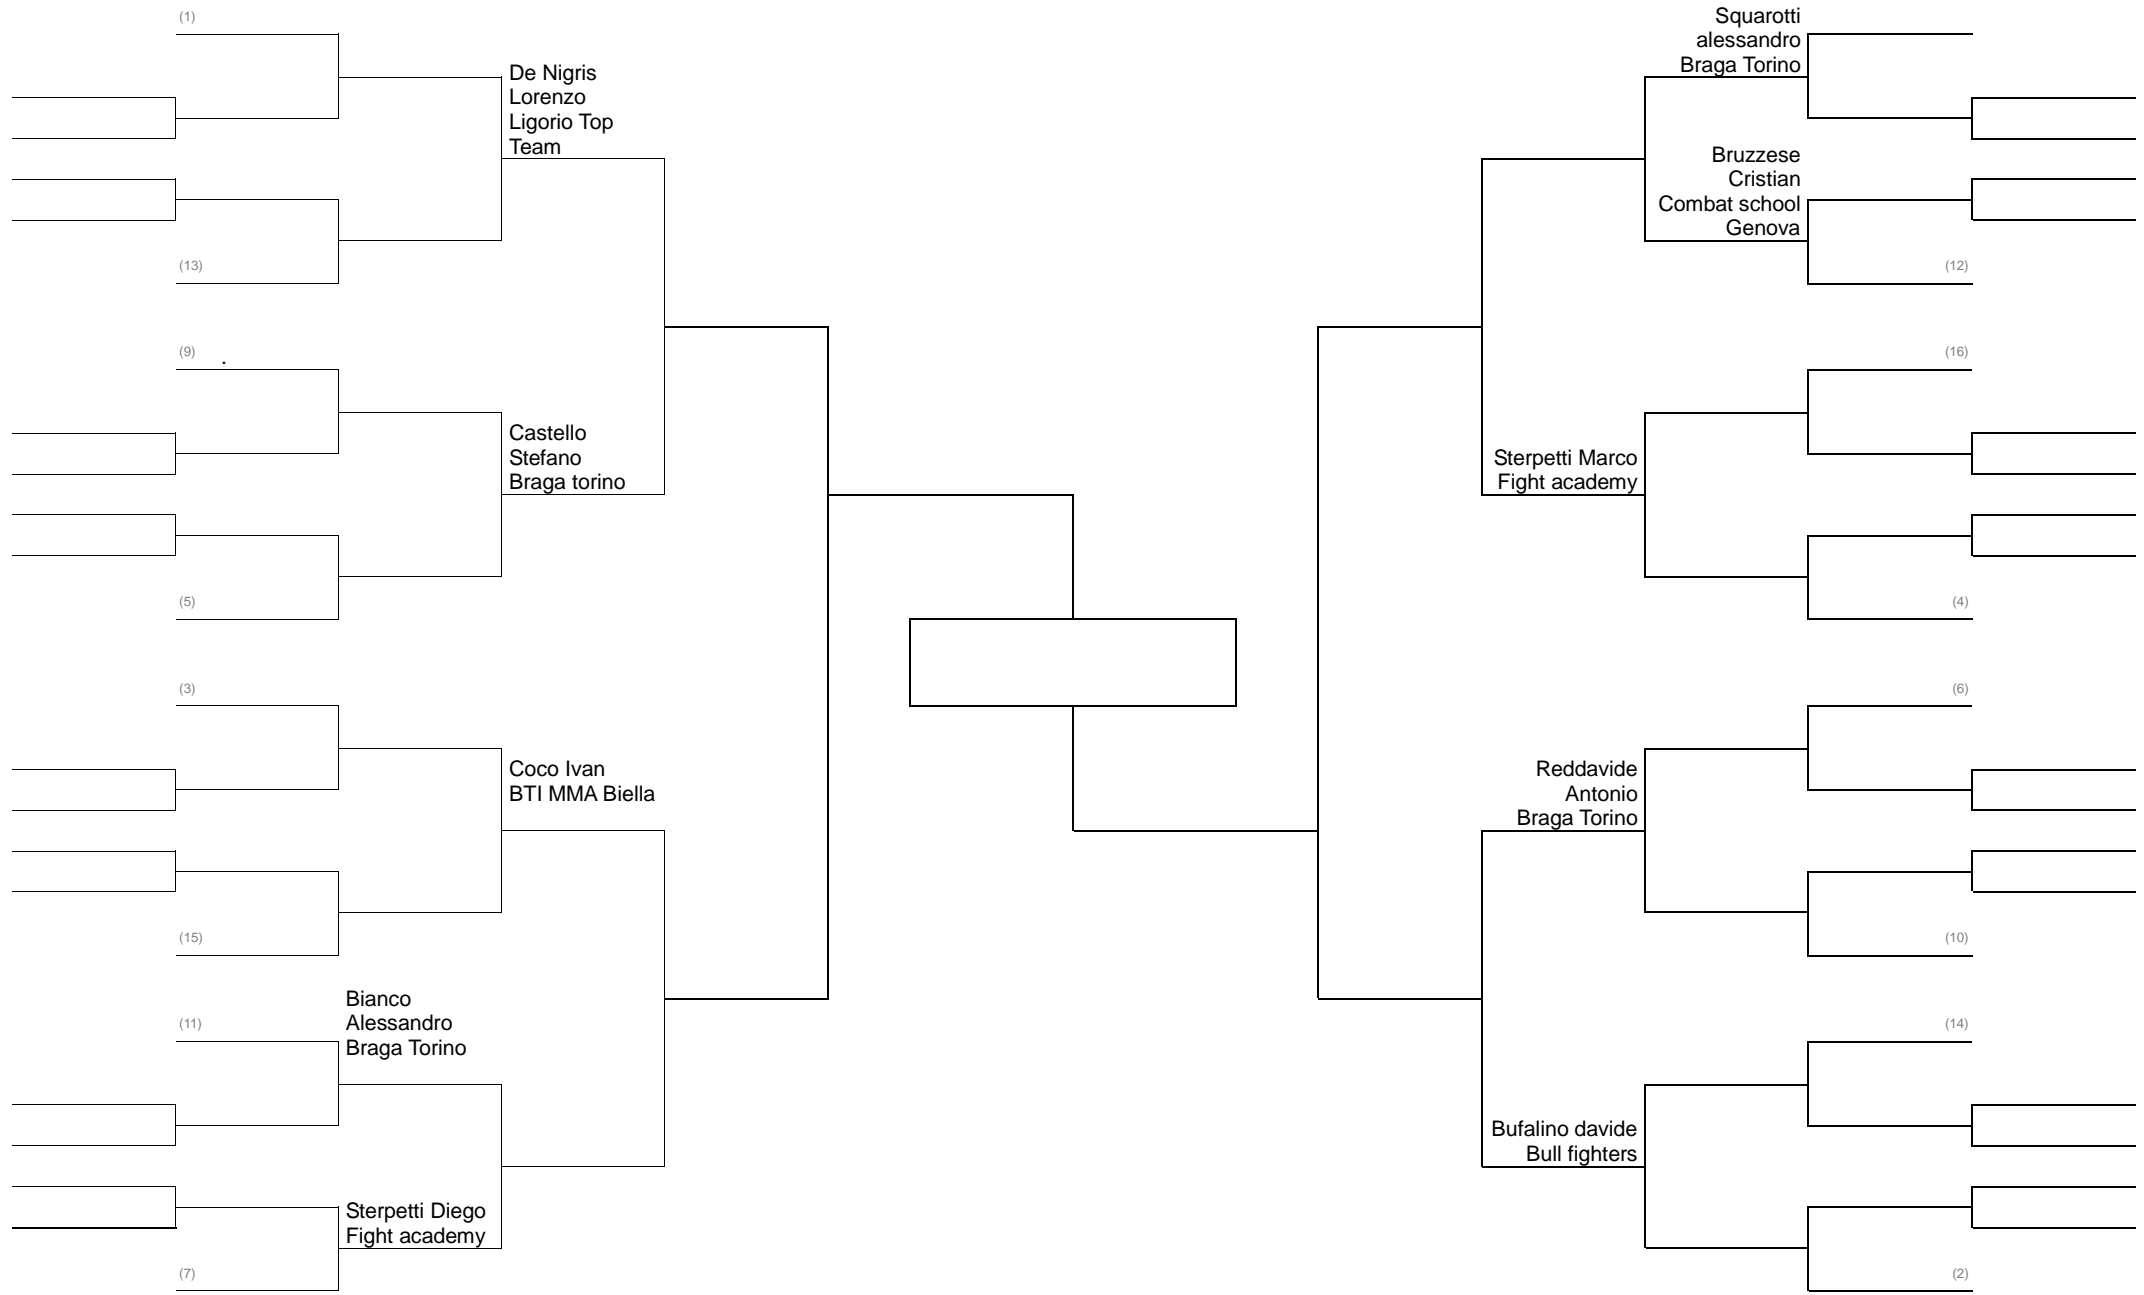 (1)
De Nigris
Lorenzo
Ligorio Top
Team
(13)
(9) .
Castello
Stefano
Braga torino
(5)
(3)
Coco Ivan
BTI MMA Biella
(15)
(11)
Bianco
Alessandro
Braga Torino
Sterpetti Diego
Fight academy
(7)
Squarotti
alessandro
Braga Torino
Bruzzese
Cristian
Combat school
Genova
(12)
(16)
Sterpetti Marco
Fight academy
(4)
(6)
Reddavide
Antonio
Braga Torino
(10)
(14)
Bufalino davide
Bull fighters
(2)